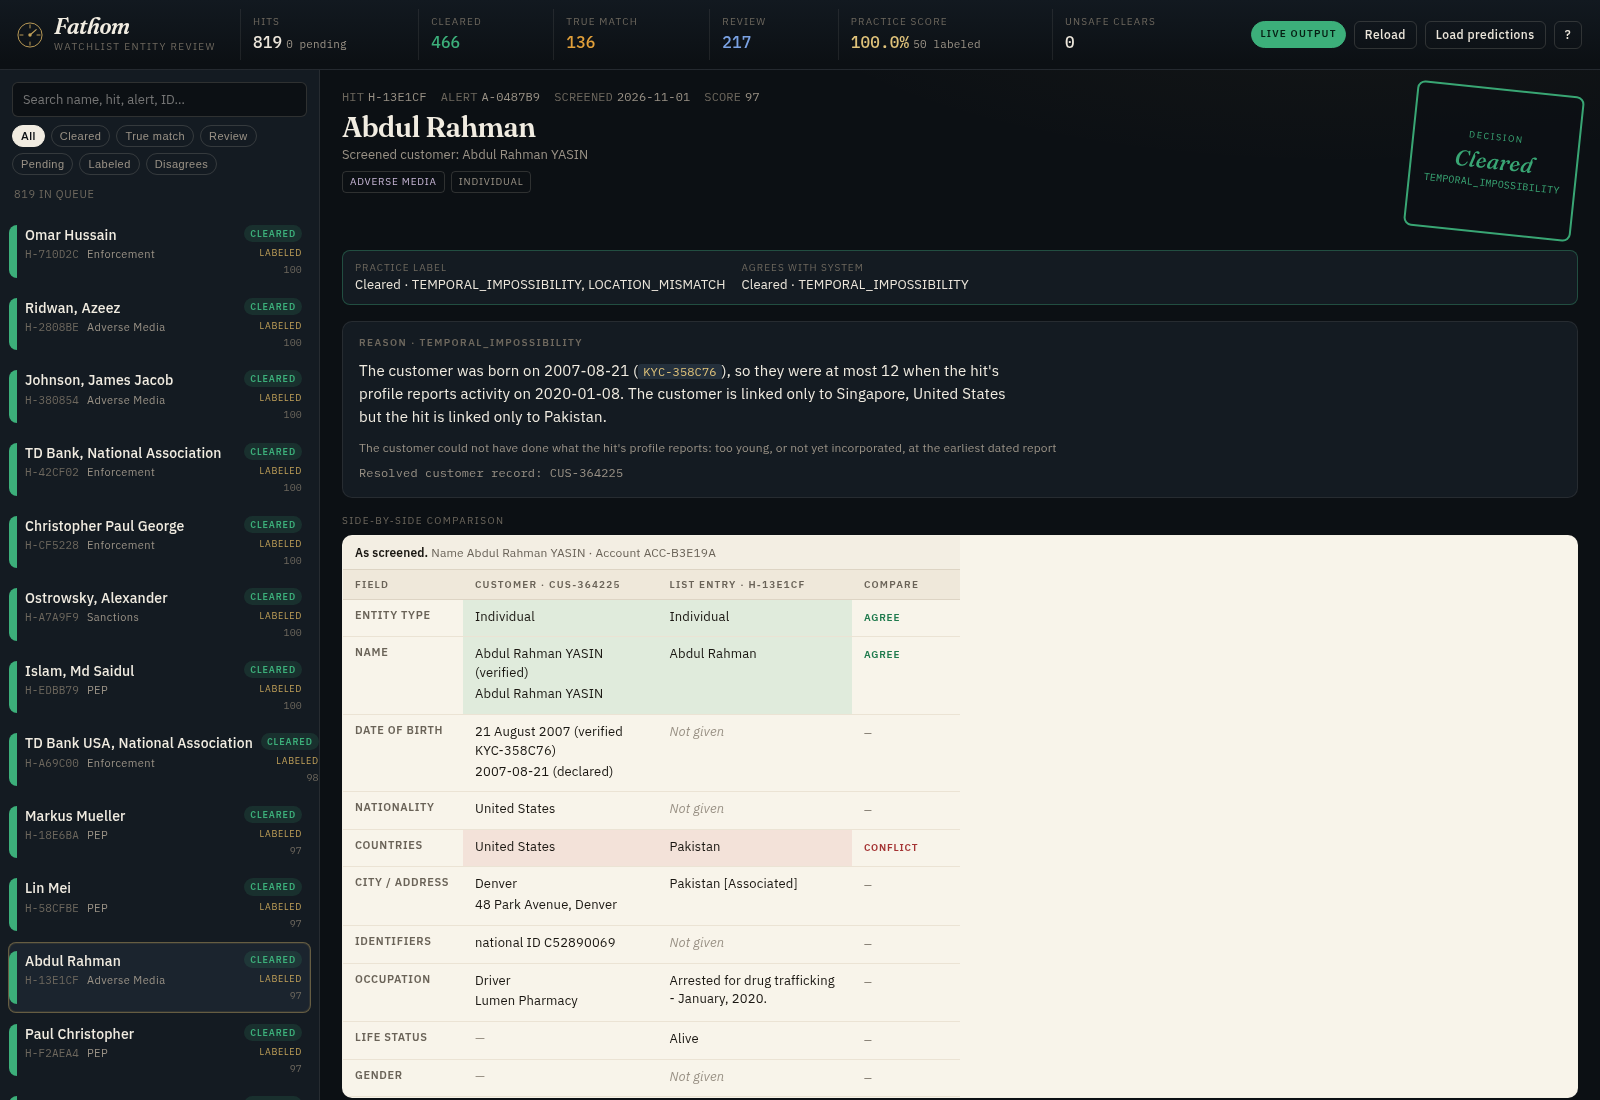 Fathom
WATCHLIST ENTITY REVIEW
HITS
819 0 pending
CLEARED
466
TRUE MATCH
136
REVIEW
217
PRACTICE SCORE
100.0% 50 labeled
UNSAFE CLEARS
0
LIVE OUTPUT
Reload
Load predictions
?
Search name, hit, alert, ID...
All
Cleared
True match
Review
Pending
Labeled
Disagrees
819 IN QUEUE
Omar Hussain CLEARED
H-710D2C Enforcement LABELED
100
Ridwan, Azeez CLEARED
H-2808BE Adverse Media LABELED
100
Johnson, James Jacob CLEARED
H-380854 Adverse Media LABELED
100
TD Bank, National Association CLEARED
H-42CF02 Enforcement LABELED
100
Christopher Paul George CLEARED
H-CF5228 Enforcement LABELED
100
Ostrowsky, Alexander CLEARED
H-A7A9F9 Sanctions LABELED
100
Islam, Md Saidul CLEARED
H-EDBB79 PEP LABELED
100
TD Bank USA, National Association CLEARED
H-A69C00 Enforcement LABELED
98
Markus Mueller CLEARED
H-18E6BA PEP LABELED
97
Lin Mei CLEARED
H-58CFBE PEP LABELED
97
Abdul Rahman CLEARED
H-13E1CF Adverse Media LABELED
97
Paul Christopher CLEARED
H-F2AEA4 PEP LABELED
97
HIT H-13E1CF ALERT A-0487B9 SCREENED 2026-11-01 SCORE 97
Abdul Rahman
Screened customer: Abdul Rahman YASIN
ADVERSE MEDIA INDIVIDUAL
DECISION
Cleared
TEMPORAL_IMPOSSIBILITY
PRACTICE LABEL
Cleared · TEMPORAL_IMPOSSIBILITY, LOCATION_MISMATCH
AGREES WITH SYSTEM
Cleared · TEMPORAL_IMPOSSIBILITY
REASON · TEMPORAL_IMPOSSIBILITY
The customer was born on 2007-08-21 ( KYC-358C76 ), so they were at most 12 when the hit's
profile reports activity on 2020-01-08. The customer is linked only to Singapore, United States
but the hit is linked only to Pakistan.
The customer could not have done what the hit's profile reports: too young, or not yet incorporated, at the earliest dated report
Resolved customer record: CUS-364225
SIDE-BY-SIDE COMPARISON
As screened. Name Abdul Rahman YASIN · Account ACC-B3E19A
FIELD CUSTOMER · CUS-364225 LIST ENTRY · H-13E1CF COMPARE
ENTITY TYPE Individual Individual AGREE
NAME Abdul Rahman YASIN Abdul Rahman AGREE
(verified)
Abdul Rahman YASIN
DATE OF BIRTH 21 August 2007 (verified Not given –
KYC-358C76)
2007-08-21 (declared)
NATIONALITY United States Not given –
COUNTRIES United States Pakistan CONFLICT
CITY / ADDRESS Denver Pakistan [Associated] –
48 Park Avenue, Denver
IDENTIFIERS national ID C52890069 Not given –
OCCUPATION Driver Arrested for drug trafficking –
Lumen Pharmacy - January, 2020.
LIFE STATUS — Alive –
GENDER — Not given –